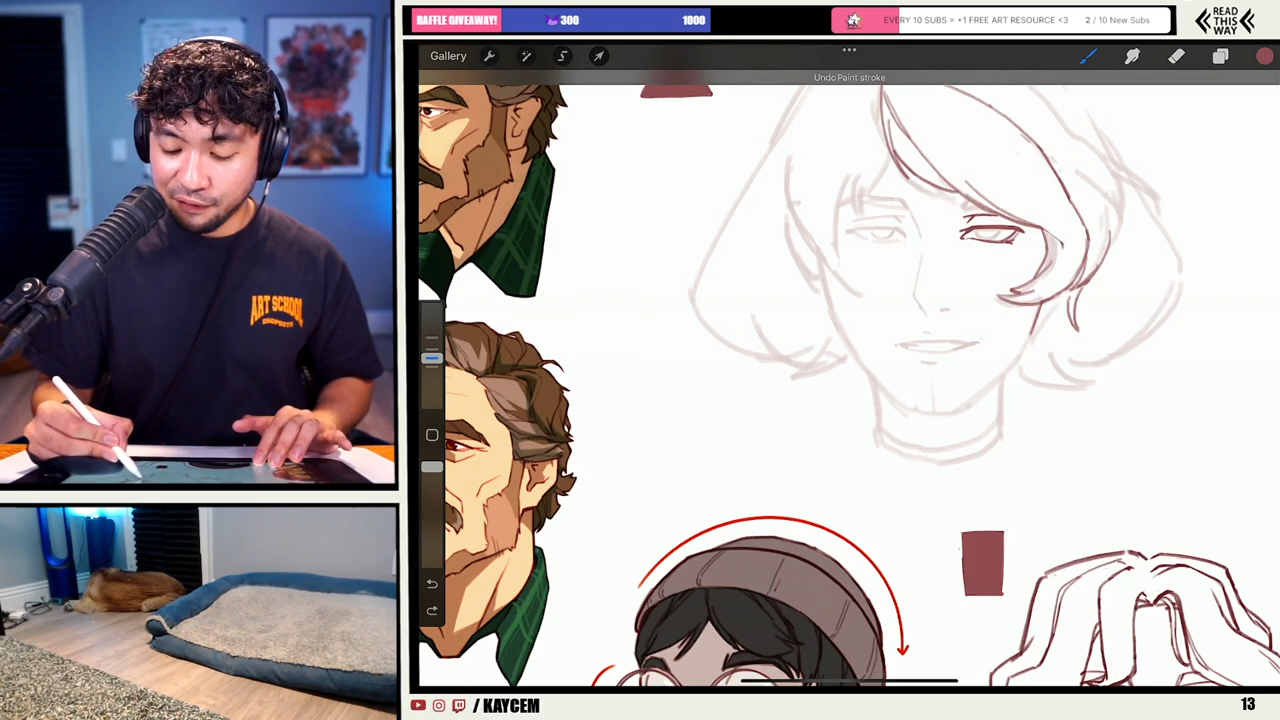 RAFFLE GIVEAWAY! 300 1000
EVERY 10 SUBS = +1 FREE ART RESOURCE <3 2 / 10 New Subs
READ
THIS
WAY
Gallery
Undo Paint stroke
ART SCHOOL
DROPOUTS
/ KAYCEM
13